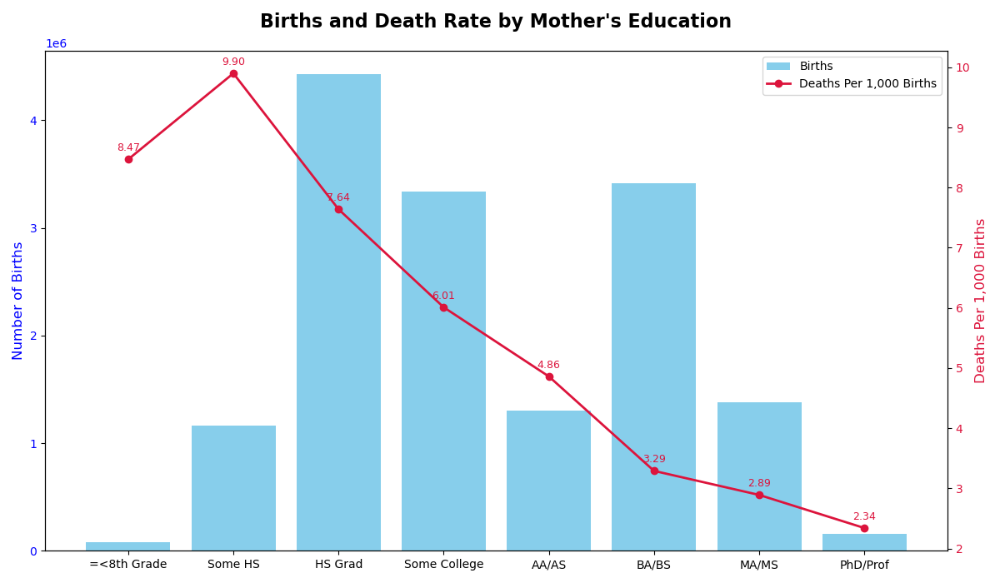 Births and Death Rate by Mother's Education
1e6
Births
Deaths Per 1,000 Births
Number of Births
4
3
2
1
0
8.47
9.90
7.64
6.01
4.86
3.29
2.89
2.34
10
9
8
7
6
5
4
3
2
Deaths Per 1,000 Births
=<8th Grade
Some HS
HS Grad
Some College
AA/AS
BA/BS
MA/MS
PhD/Prof